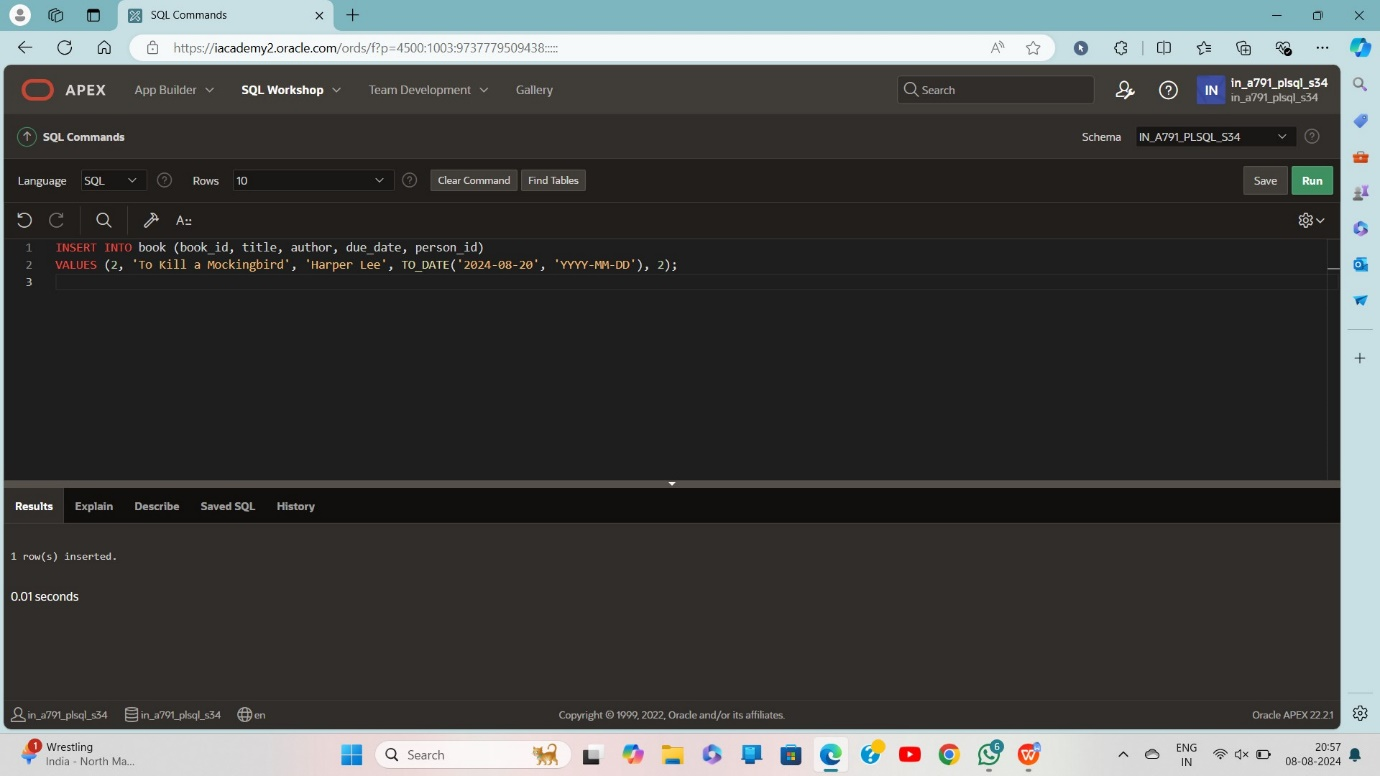 SQL Commands
https://iacademy2.oracle.com/ords/f?p=4500:1003:9737779509438:::::
APEX App Builder SQL Workshop Team Development Gallery Search IN in_a791_plsql_s34
in_a791_plsql_s34
SQL Commands Schema IN_A791_PLSQL_S34
Language SQL Rows 10 Clear Command Find Tables Save Run
A::
1 INSERT INTO book (book_id, title, author, due_date, person_id)
2 VALUES (2, 'To Kill a Mockingbird', 'Harper Lee', TO_DATE('2024-08-20', 'YYYY-MM-DD'), 2);
3
Results Explain Describe Saved SQL History
1 row(s) inserted.
0.01 seconds
in_a791_plsql_s34 in_a791_plsql_s34 en Copyright © 1999, 2022, Oracle and/or its affiliates. Oracle APEX 22.2.1
1 Wrestling
India - North Ma...
Search
6
ENG
IN
20:57
08-08-2024